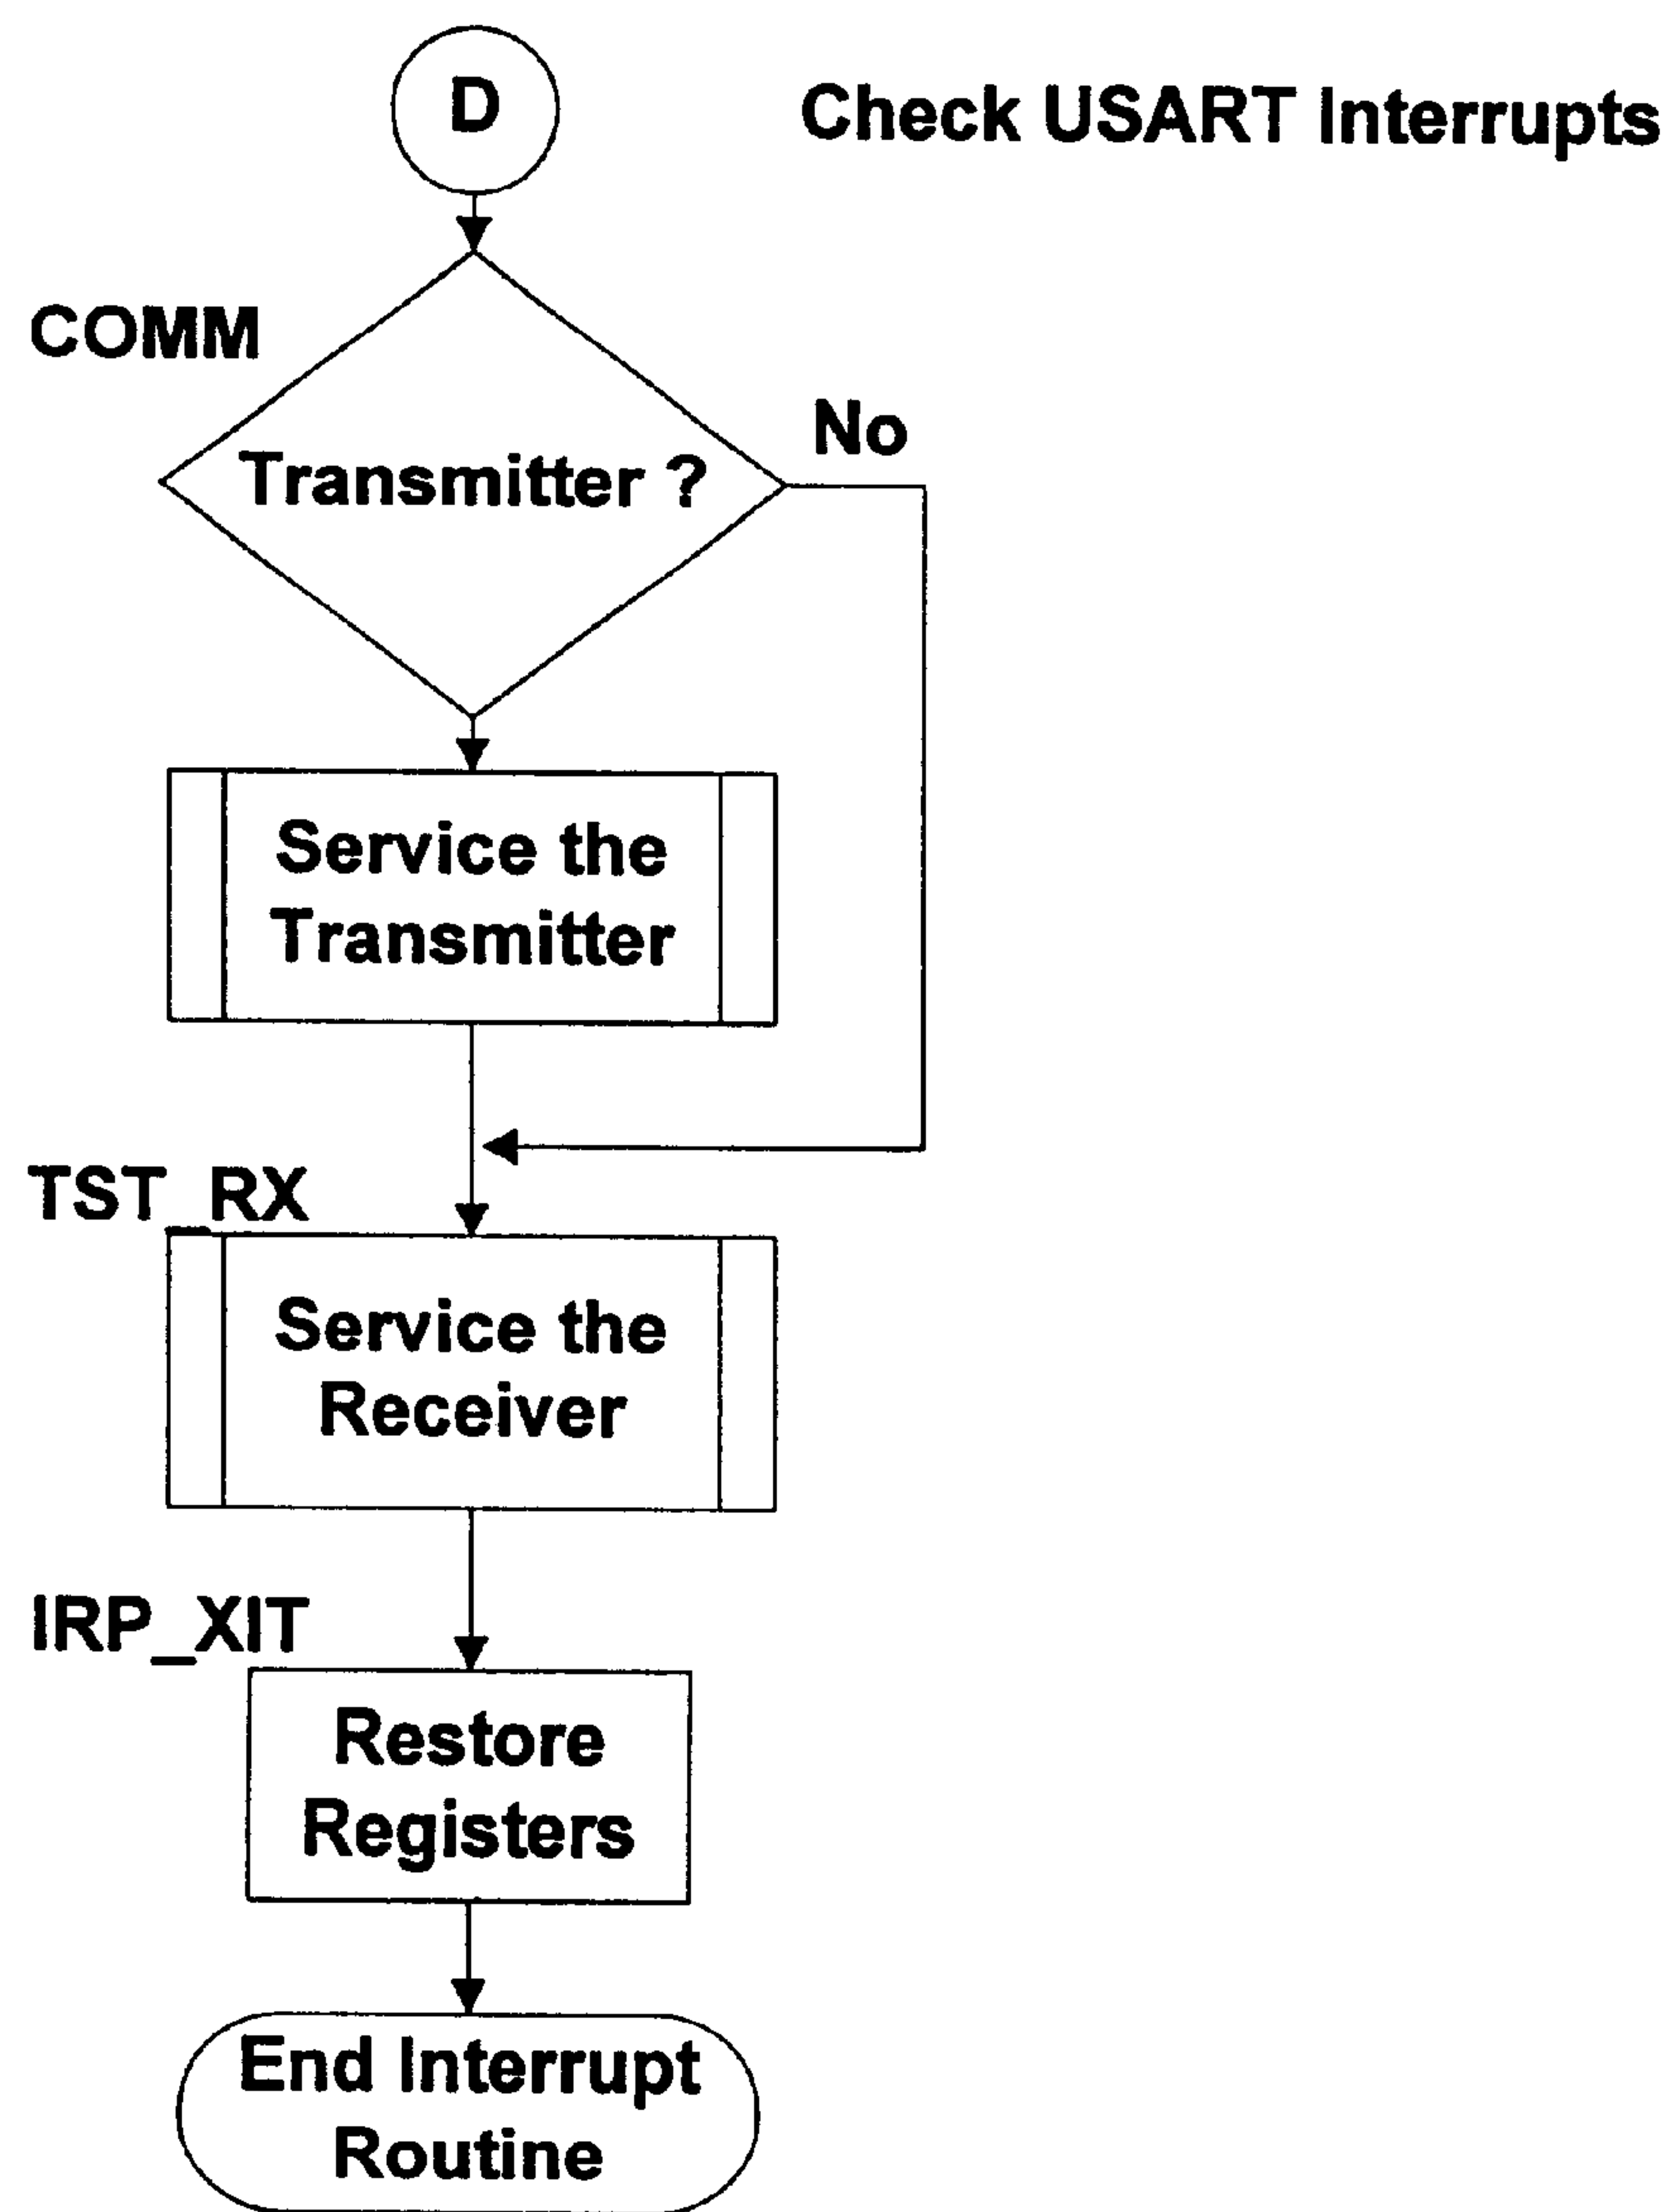 D
Check USART Interrupts
COMM
No
Transmitter ?
Service the
Transmitter
TST_RX
Service the
Receiver
IRP_XIT
Restore
Registers
End Interrupt
Routine